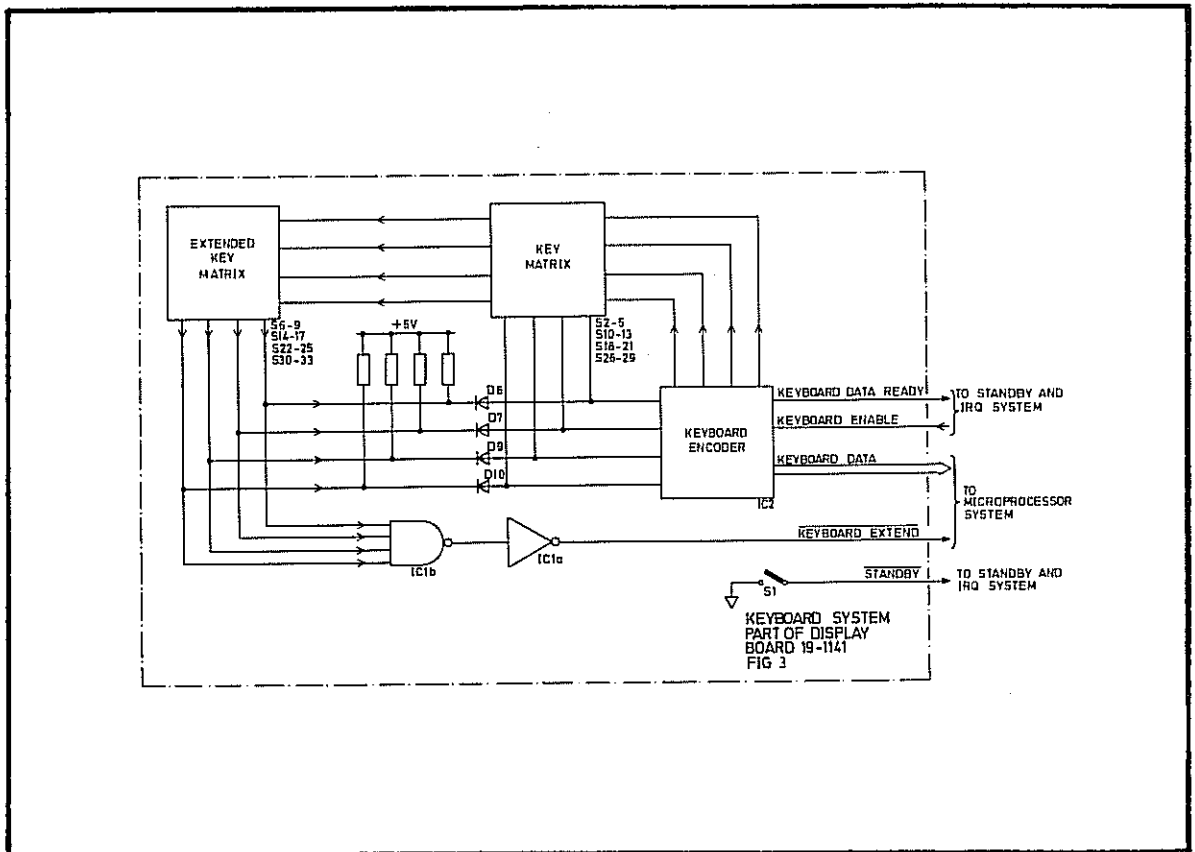 EXTENDED
KEY
MATRIX
KEY
MATRIX
S6-9
S14-17
S22-25
S30-33
+5V
S2-5
S10-13
S18-21
S26-29
D6
D7
D9
D10
KEYBOARD
ENCODER
IC2
KEYBOARD DATA READY
KEYBOARD ENABLE
TO STANDBY AND
IRQ SYSTEM
KEYBOARD DATA
TO
MICROPROCESSOR
SYSTEM
KEYBOARD EXTEND
IC1b
IC1a
STANDBY
TO STANDBY AND
IRQ SYSTEM
S1
KEYBOARD SYSTEM
PART OF DISPLAY
BOARD 19-1141
FIG 3